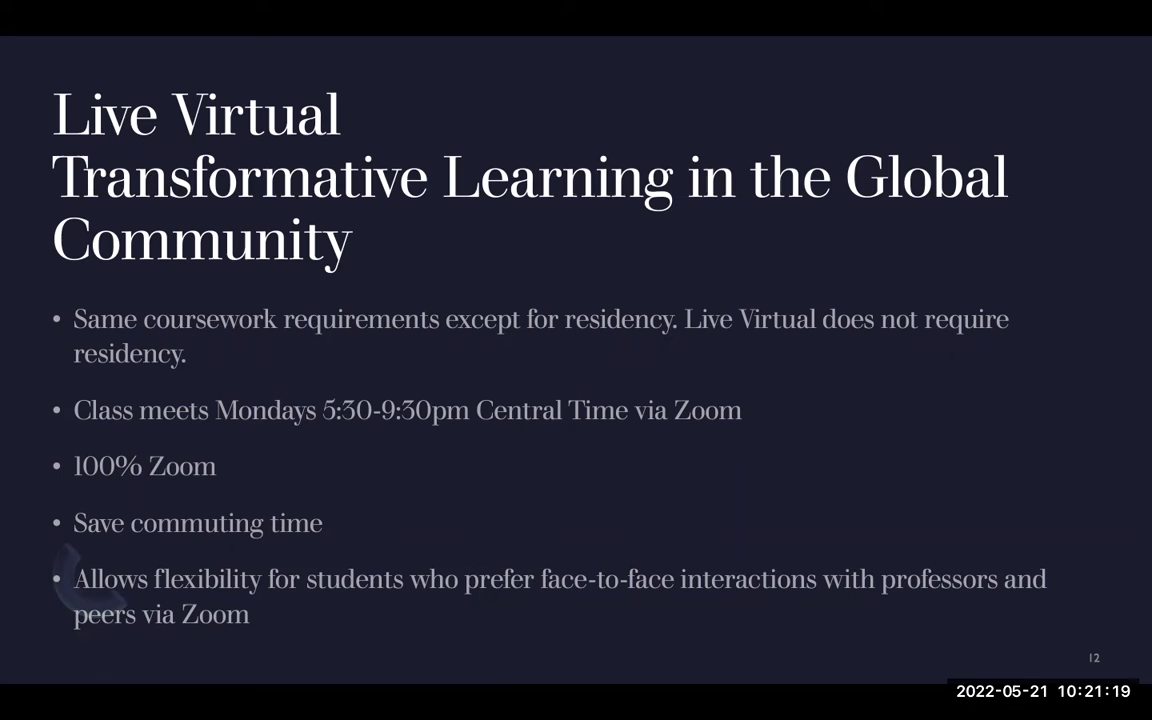 Live Virtual
Transformative Learning in the Global
Community
• Same coursework requirements except for residency. Live Virtual does not require
residency.
• Class meets Mondays 5:30-9:30pm Central Time via Zoom
• 100% Zoom
• Save commuting time
• Allows flexibility for students who prefer face-to-face interactions with professors and
peers via Zoom
12
2022-05-21 10:21:19